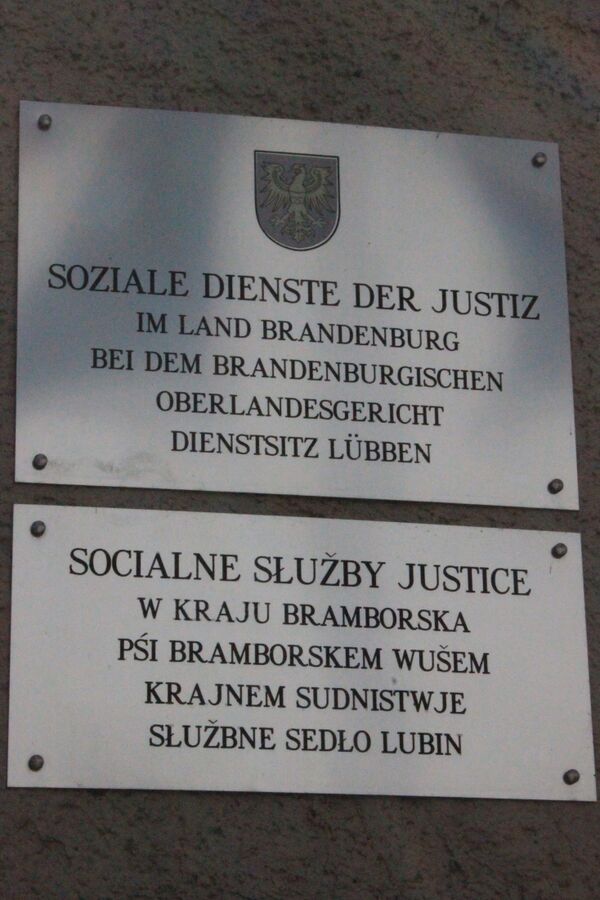 SOZIALE DIENSTE DER JUSTIZ
IM LAND BRANDENBURG
BEI DEM BRANDENBURGISCHEN
OBERLANDESGERICHT
DIENSTSITZ LÜBBEN
SOCIALNE SŁUŽBY JUSTICE
W KRAJU BRAMBORSKA
PŚI BRAMBORSKEM WUŠEM
KRAJNEM SUDNISTWJE
SŁUŽBNE SEDŁO LUBIN